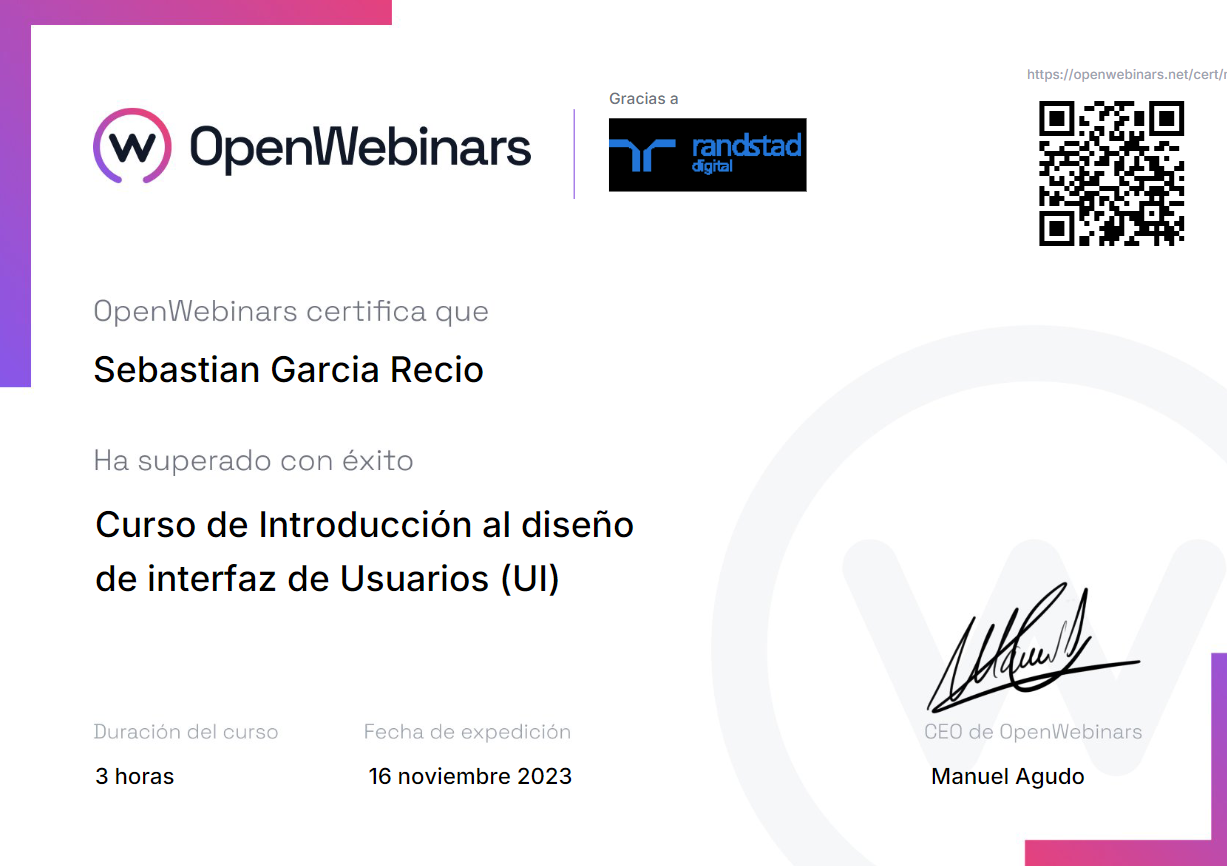 https://openwebinars.net/cert/
Gracias a
OpenWebinars
randstad
digital
OpenWebinars certifica que
Sebastian Garcia Recio
Ha superado con éxito
Curso de Introducción al diseño
de interfaz de Usuarios (UI)
CEO de OpenWebinars
Duración del curso
Fecha de expedición
3 horas
16 noviembre 2023
Manuel Agudo